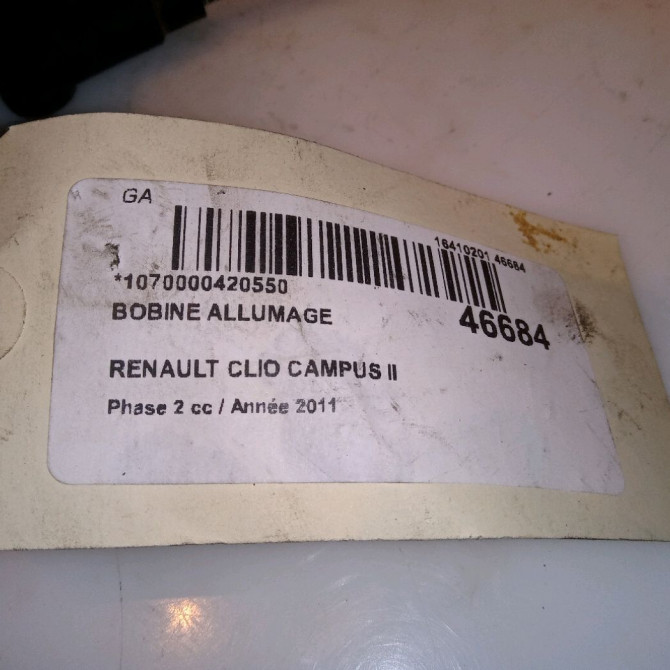 GA
16410201 46684
*1070000420550
BOBINE ALLUMAGE
46684
RENAULT CLIO CAMPUS II
Phase 2 cc / Année 2011